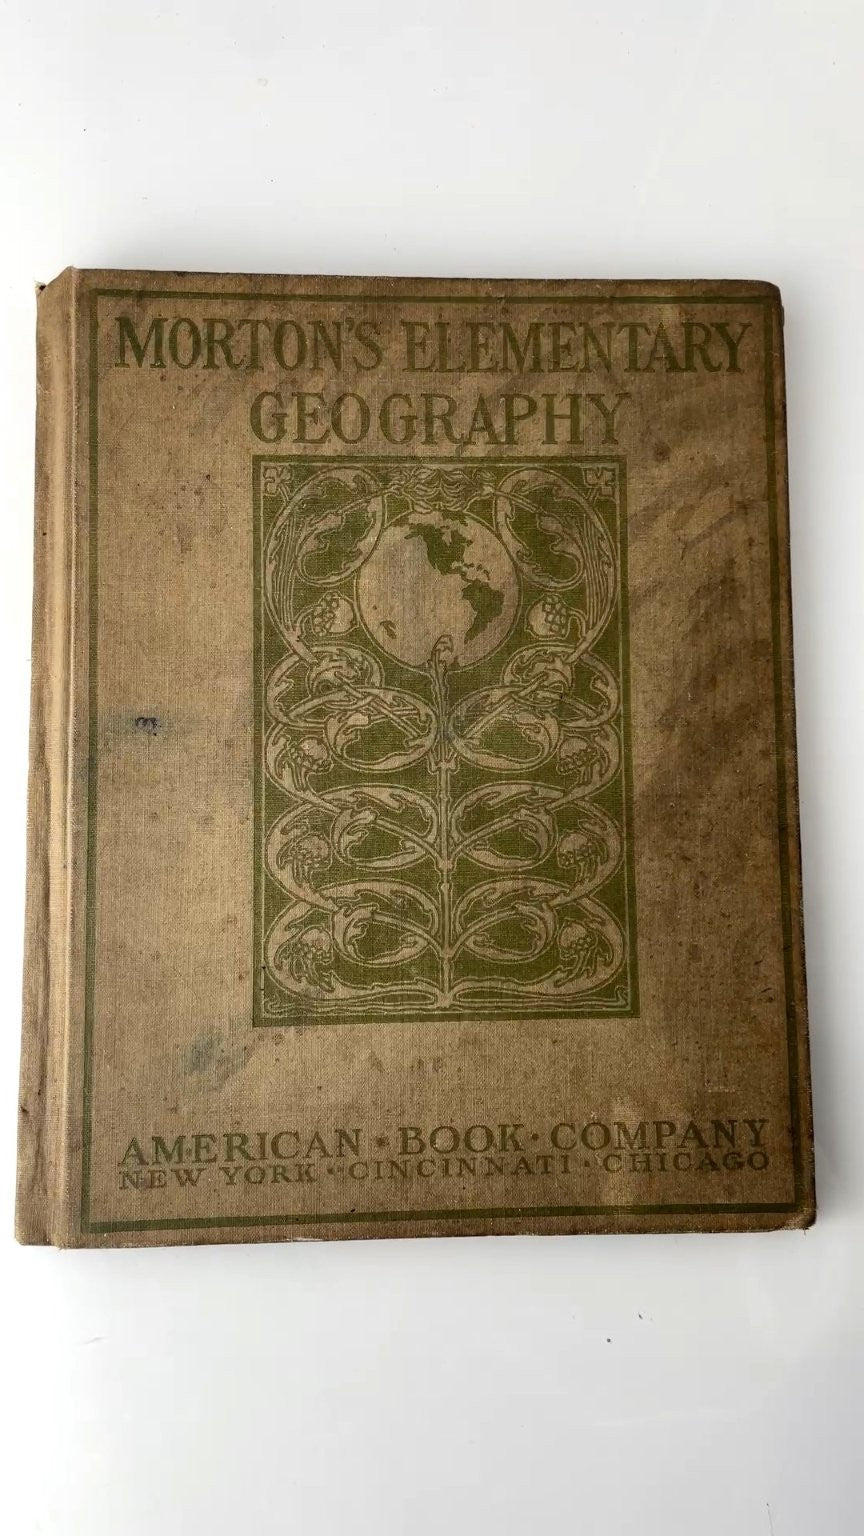 MORTON'S ELEMENTARY
GEOGRAPHY
AMERICAN · BOOK · COMPANY
NEW YORK · CINCINNATI · CHICAGO